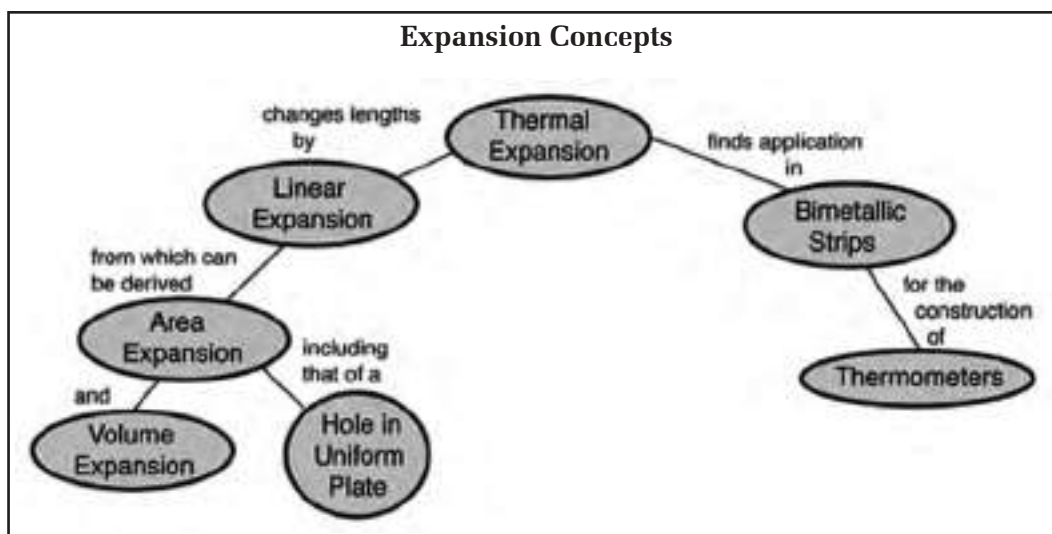 Expansion Concepts
changes lengths
by
Thermal
Expansion
finds application
in
Linear
Expansion
Bimetallic
Strips
from which can
be derived
for the
construction
of
Area
Expansion
including
that of a
Thermometers
and
Volume
Expansion
Hole in
Uniform
Plate